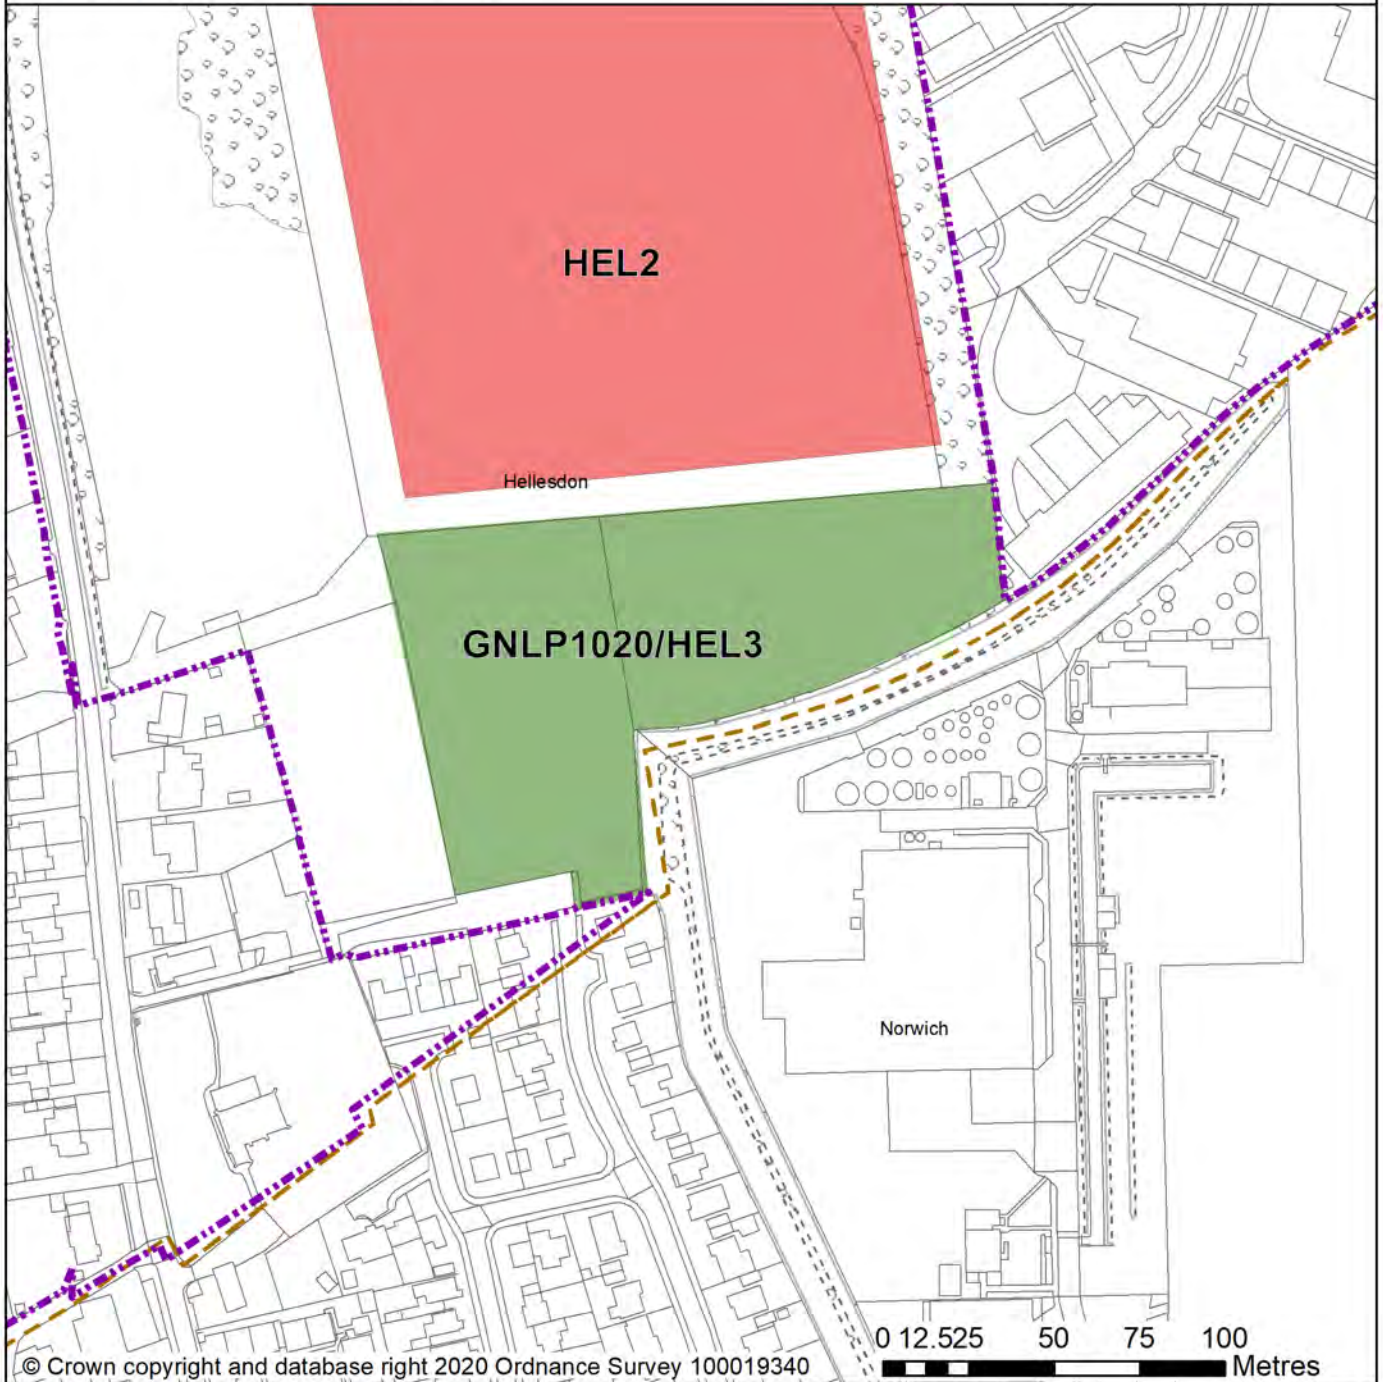 HEL2
Hellesdon
GNLP1020/HEL3
Norwich
0 12.525 50 75 100
Metres
© Crown copyright and database right 2020 Ordnance Survey 100019340